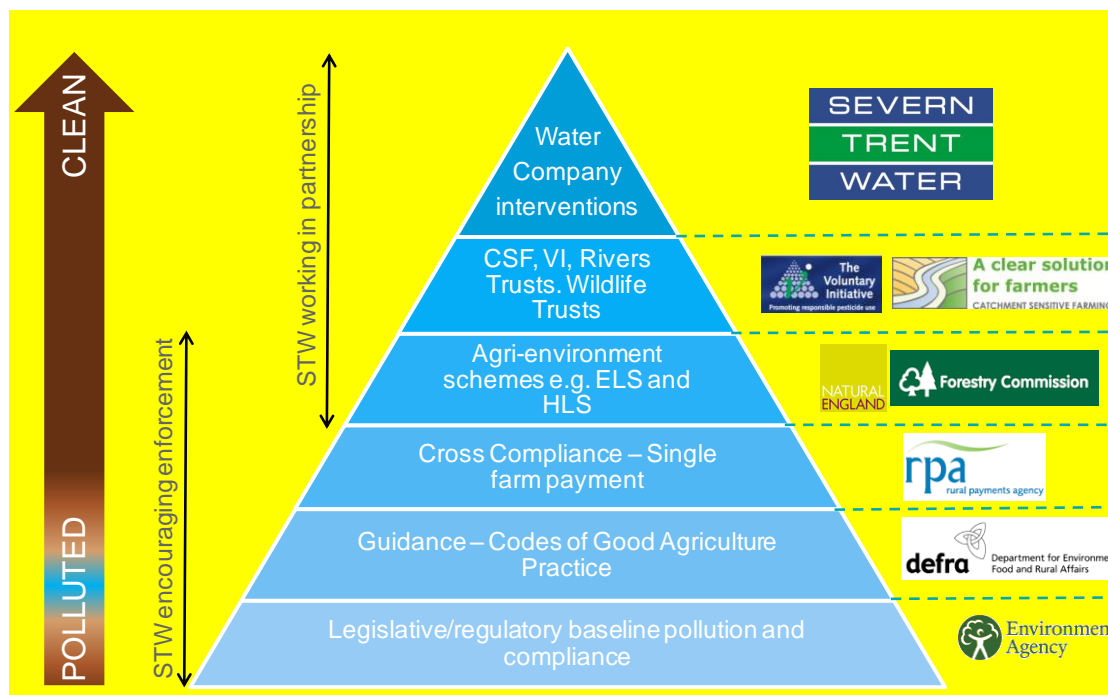 CLEAN
POLLUTED
STW working in partnership
STW encouraging enforcement
Water
Company
interventions
CSF, VI, Rivers
Trusts. Wildlife
Trusts
Agri-environment
schemes e.g. ELS and
HLS
Cross Compliance – Single
farm payment
Guidance – Codes of Good Agriculture
Practice
Legislative/regulatory baseline pollution and
compliance
SEVERN
TRENT
WATER
The
Voluntary
Initiative
Promoting responsible pesticide use
A clear solution
for farmers
CATCHMENT SENSITIVE FARMING
NATURAL
ENGLAND
Forestry Commission
rpa
rural payments agency
defra
Department for Environme
Food and Rural Affairs
Environmen
Agency